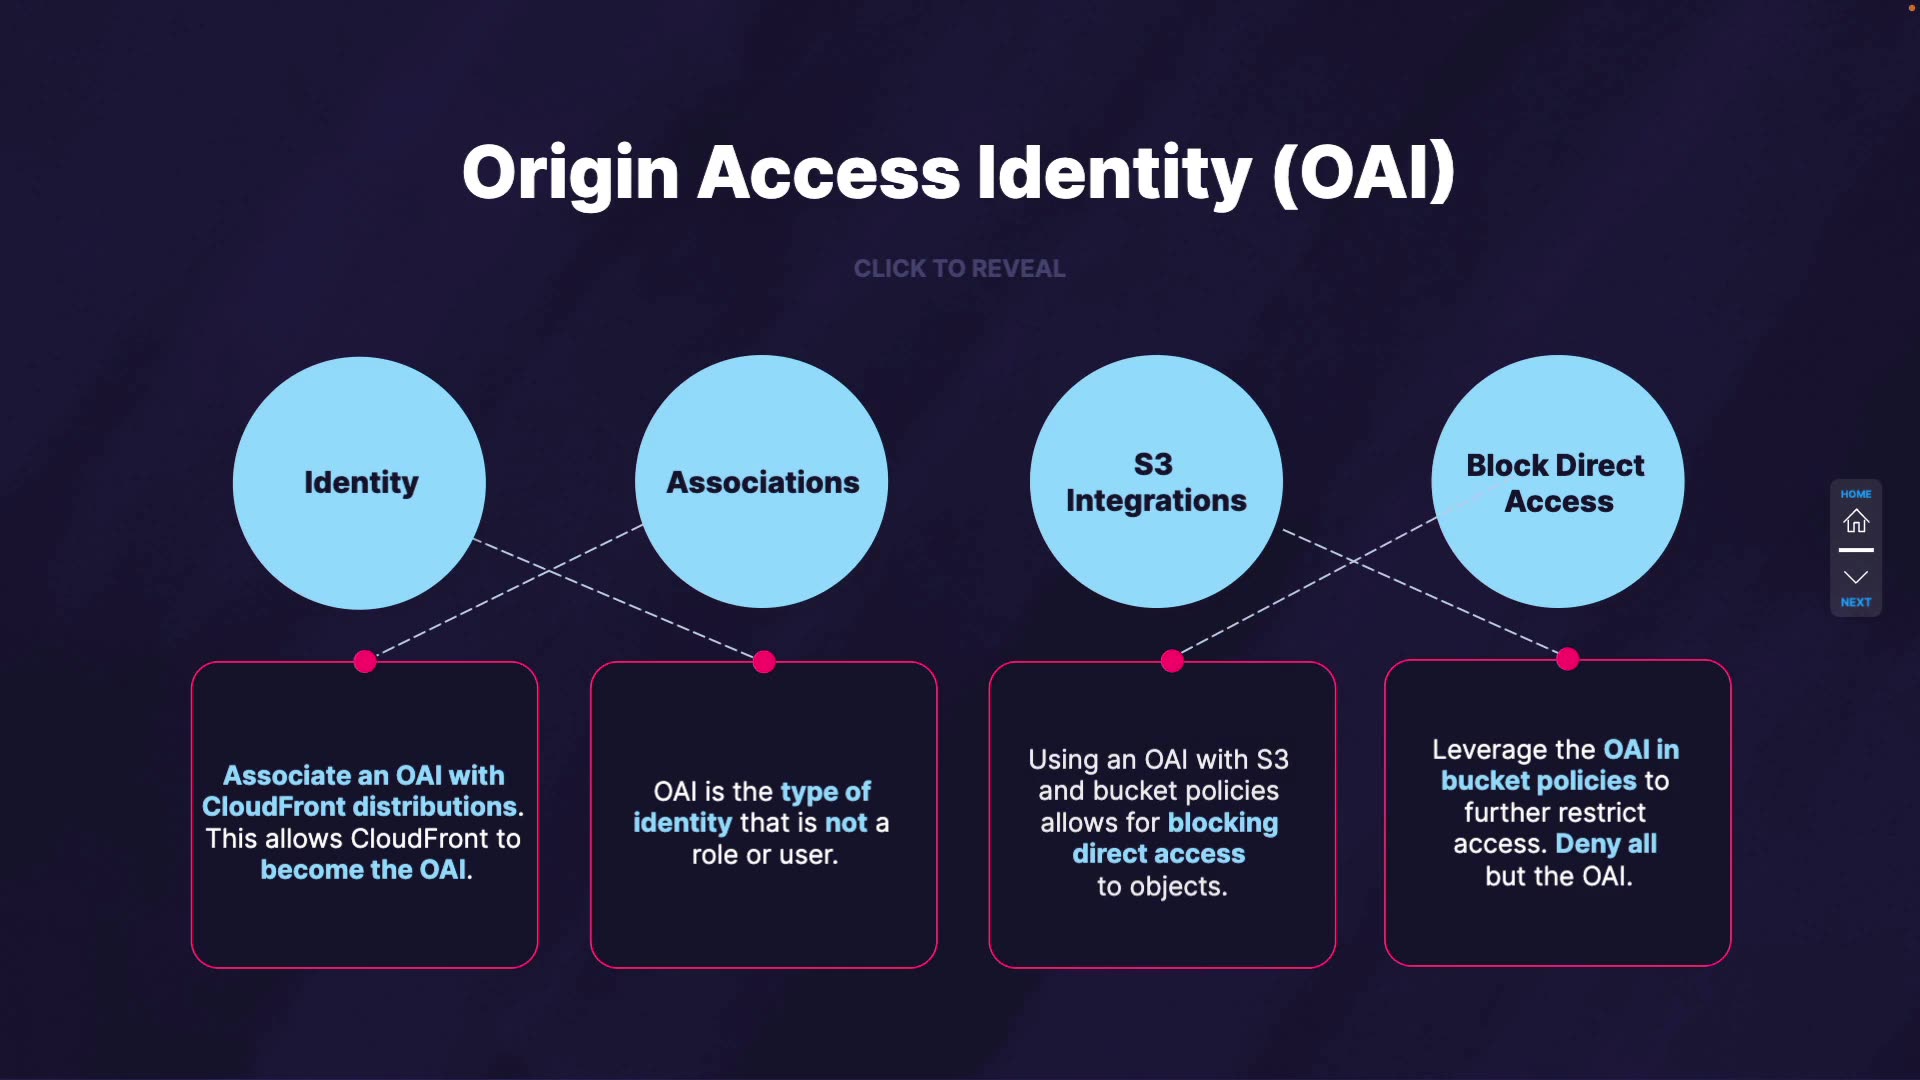 Origin Access Identity (OAI)
CLICK TO REVEAL
Identity
Associations
S3
Integrations
Block Direct
Access
Associate an OAI with
CloudFront distributions.
This allows CloudFront to
become the OAI.
OAI is the type of
identity that is not a
role or user.
Using an OAI with S3
and bucket policies
allows for blocking
direct access
to objects.
Leverage the OAI in
bucket policies to
further restrict
access. Deny all
but the OAI.
HOME
NEXT